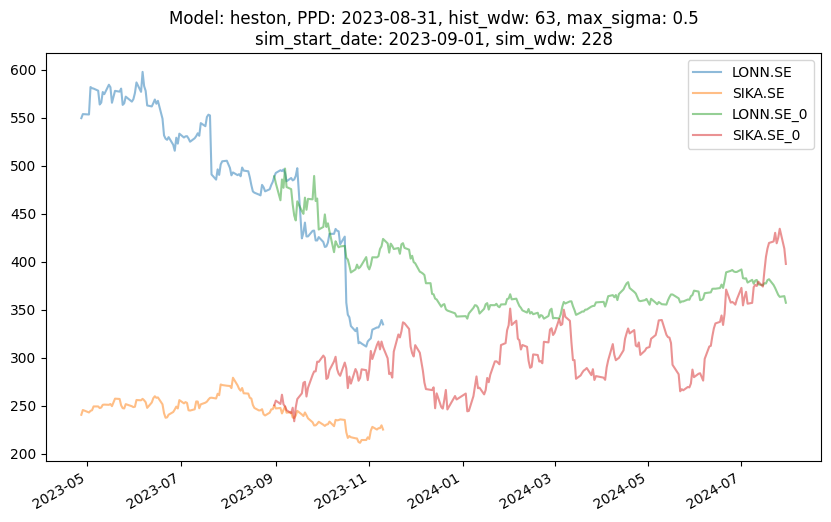 Model: heston, PPD: 2023-08-31, hist_wdw: 63, max_sigma: 0.5
sim_start_date: 2023-09-01, sim_wdw: 228
LONN.SE
SIKA.SE
LONN.SE_0
SIKA.SE_0
600
550
500
450
400
350
300
250
200
2023-05
2023-07
2023-09
2023-11
2024-01
2024-03
2024-05
2024-07